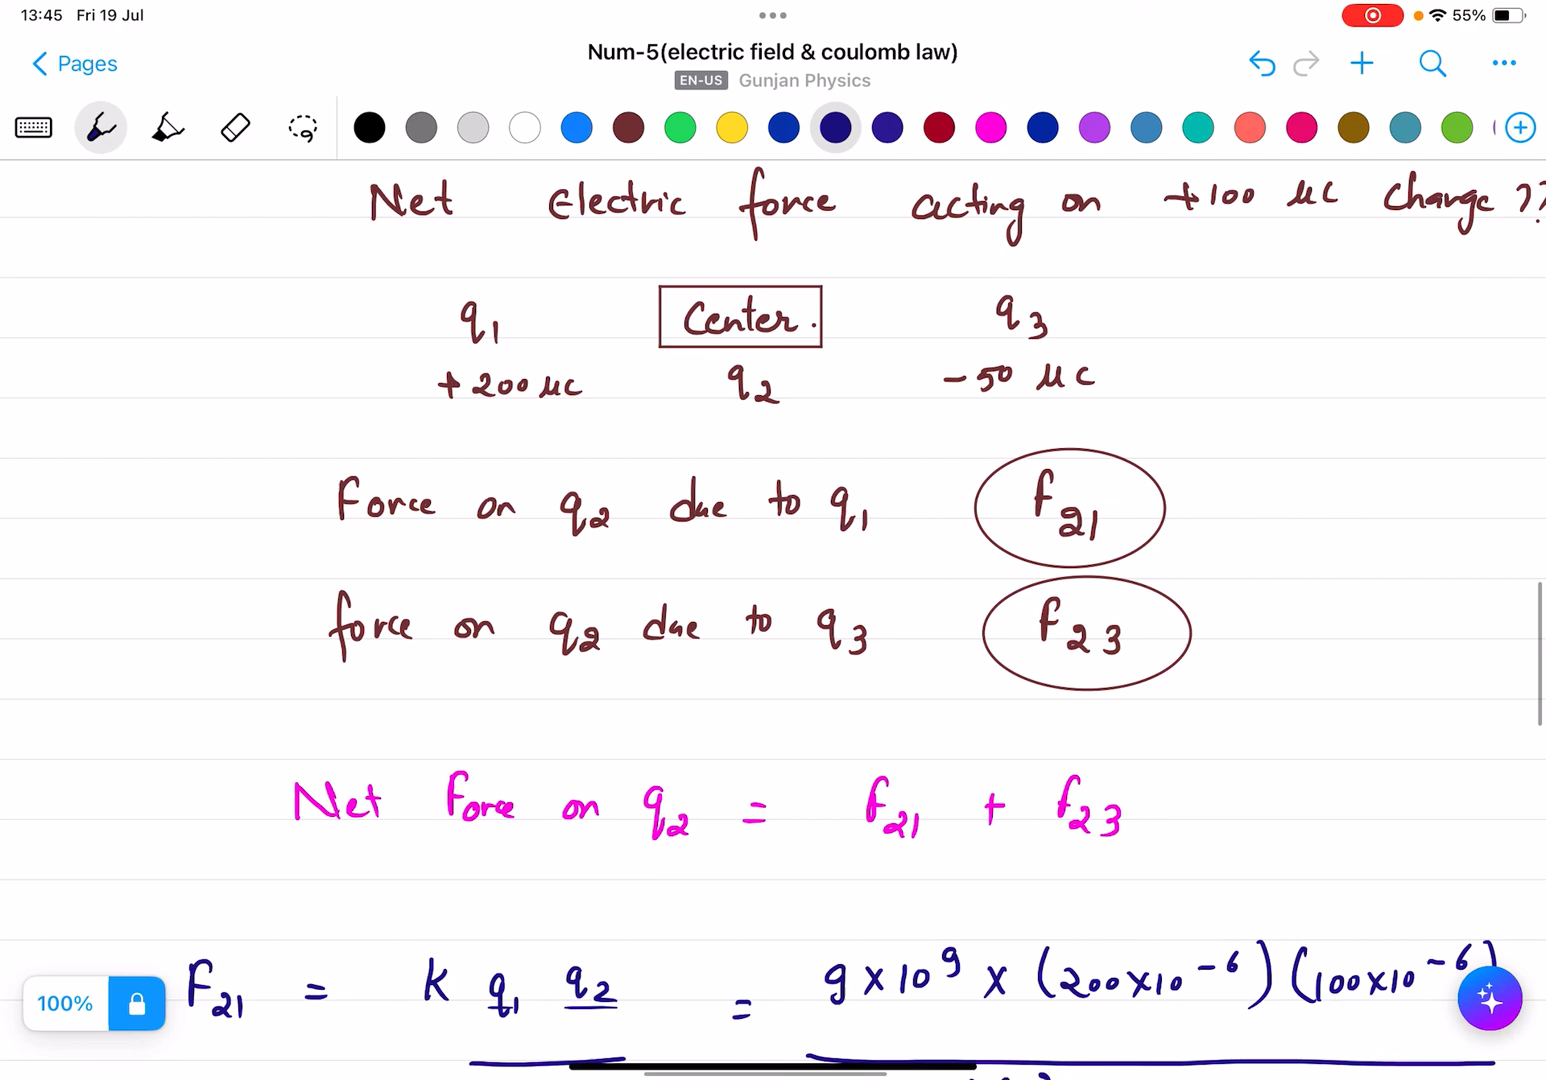 13:45 Fri 19 Jul
55%
Pages
Num-5(electric field & coulomb law)
EN-US Gunjan Physics
Net Electric force acting on +100 μC Charge ??
q1 Center. q3
+200 μC q2 -50 μC
Force on q2 due to q1 F21
force on q2 due to q3 F23
Net Force on q2 = F21 + F23
F21 = k q1 q2 = 9 x 10^9 x (200x10^-6) (100x10^-6)
100%